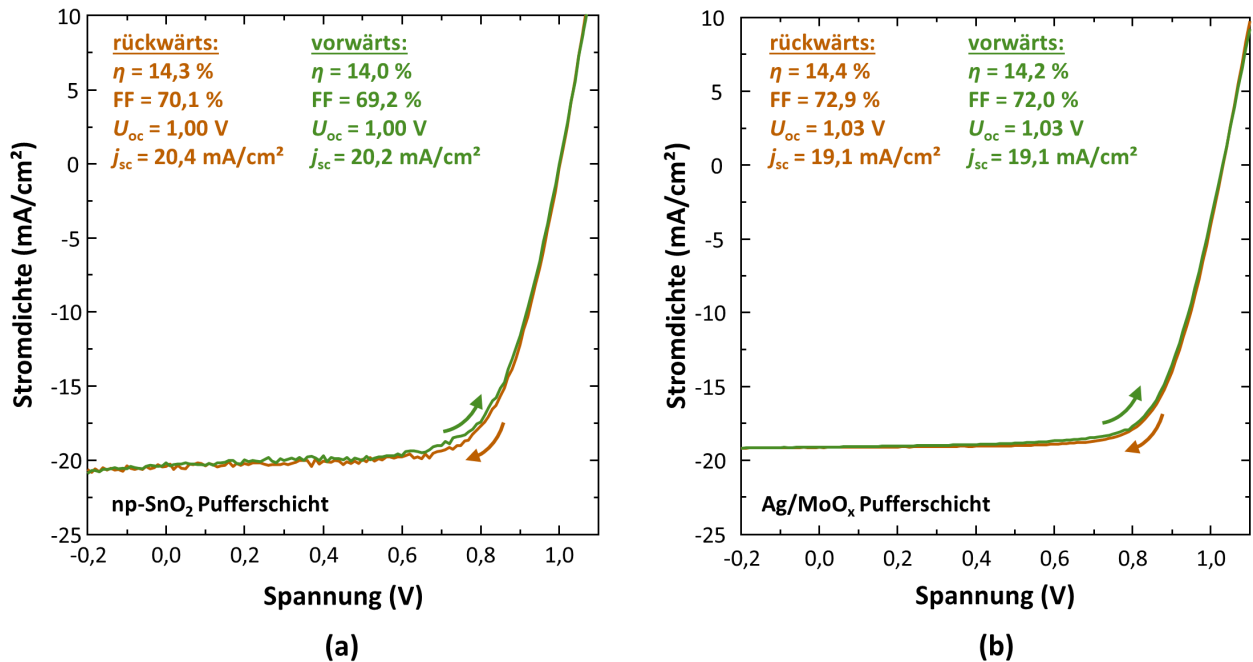 rückwärts: vorwärts:
η = 14,3 % η = 14,0 %
FF = 70,1 % FF = 69,2 %
Uoc = 1,00 V Uoc = 1,00 V
jsc = 20,4 mA/cm² jsc = 20,2 mA/cm²
10
5
0
-5
-10
-15
-20
-25
Stromdichte (mA/cm²)
np-SnO₂ Pufferschicht
-0,2 0,0 0,2 0,4 0,6 0,8 1,0
Spannung (V)
(a)
rückwärts: vorwärts:
η = 14,4 % η = 14,2 %
FF = 72,9 % FF = 72,0 %
Uoc = 1,03 V Uoc = 1,03 V
jsc = 19,1 mA/cm² jsc = 19,1 mA/cm²
10
5
0
-5
-10
-15
-20
-25
Stromdichte (mA/cm²)
Ag/MoOₓ Pufferschicht
-0,2 0,0 0,2 0,4 0,6 0,8 1,0
Spannung (V)
(b)